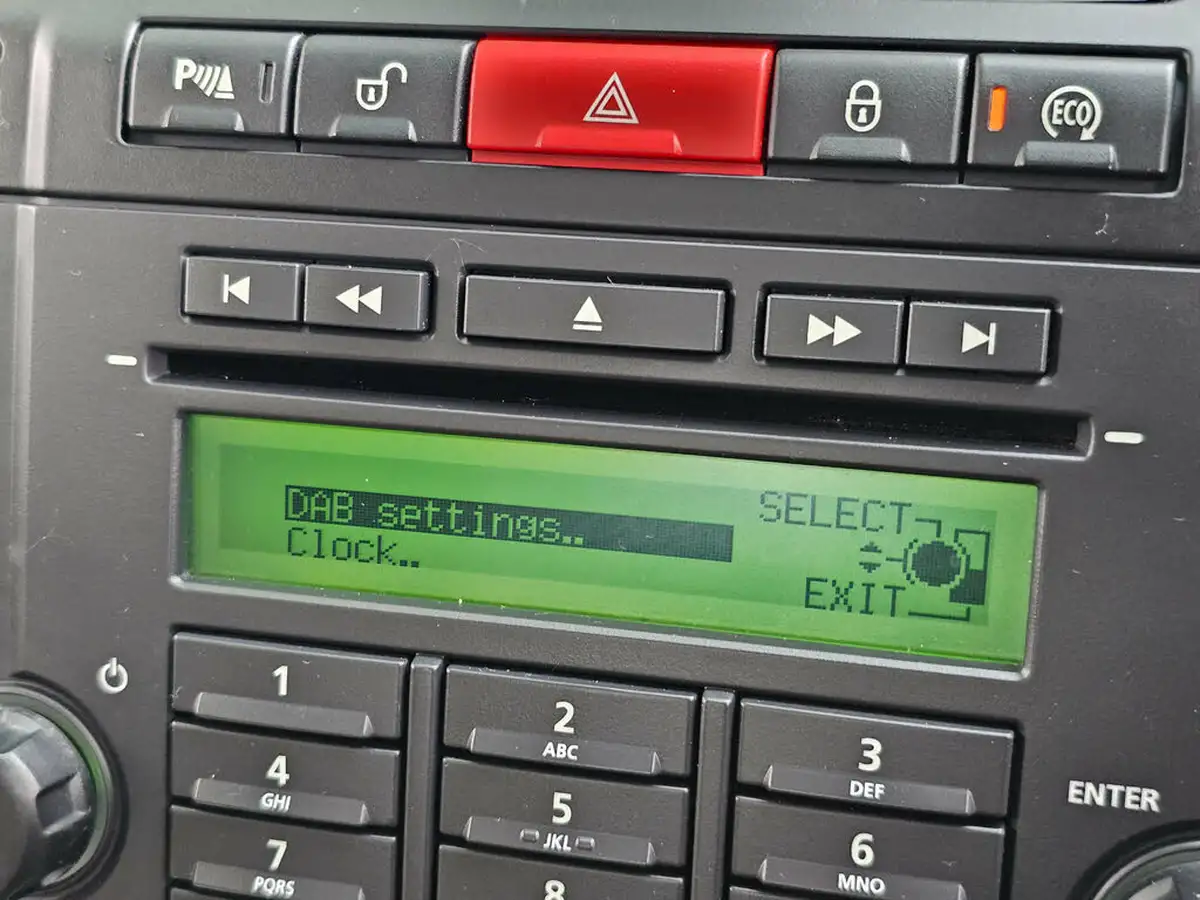 P
ECO
DAB settings..
Clock..
SELECT
EXIT
1
2
ABC
3
DEF
4
GHI
5
JKL
6
MNO
7
PQRS
8
ENTER